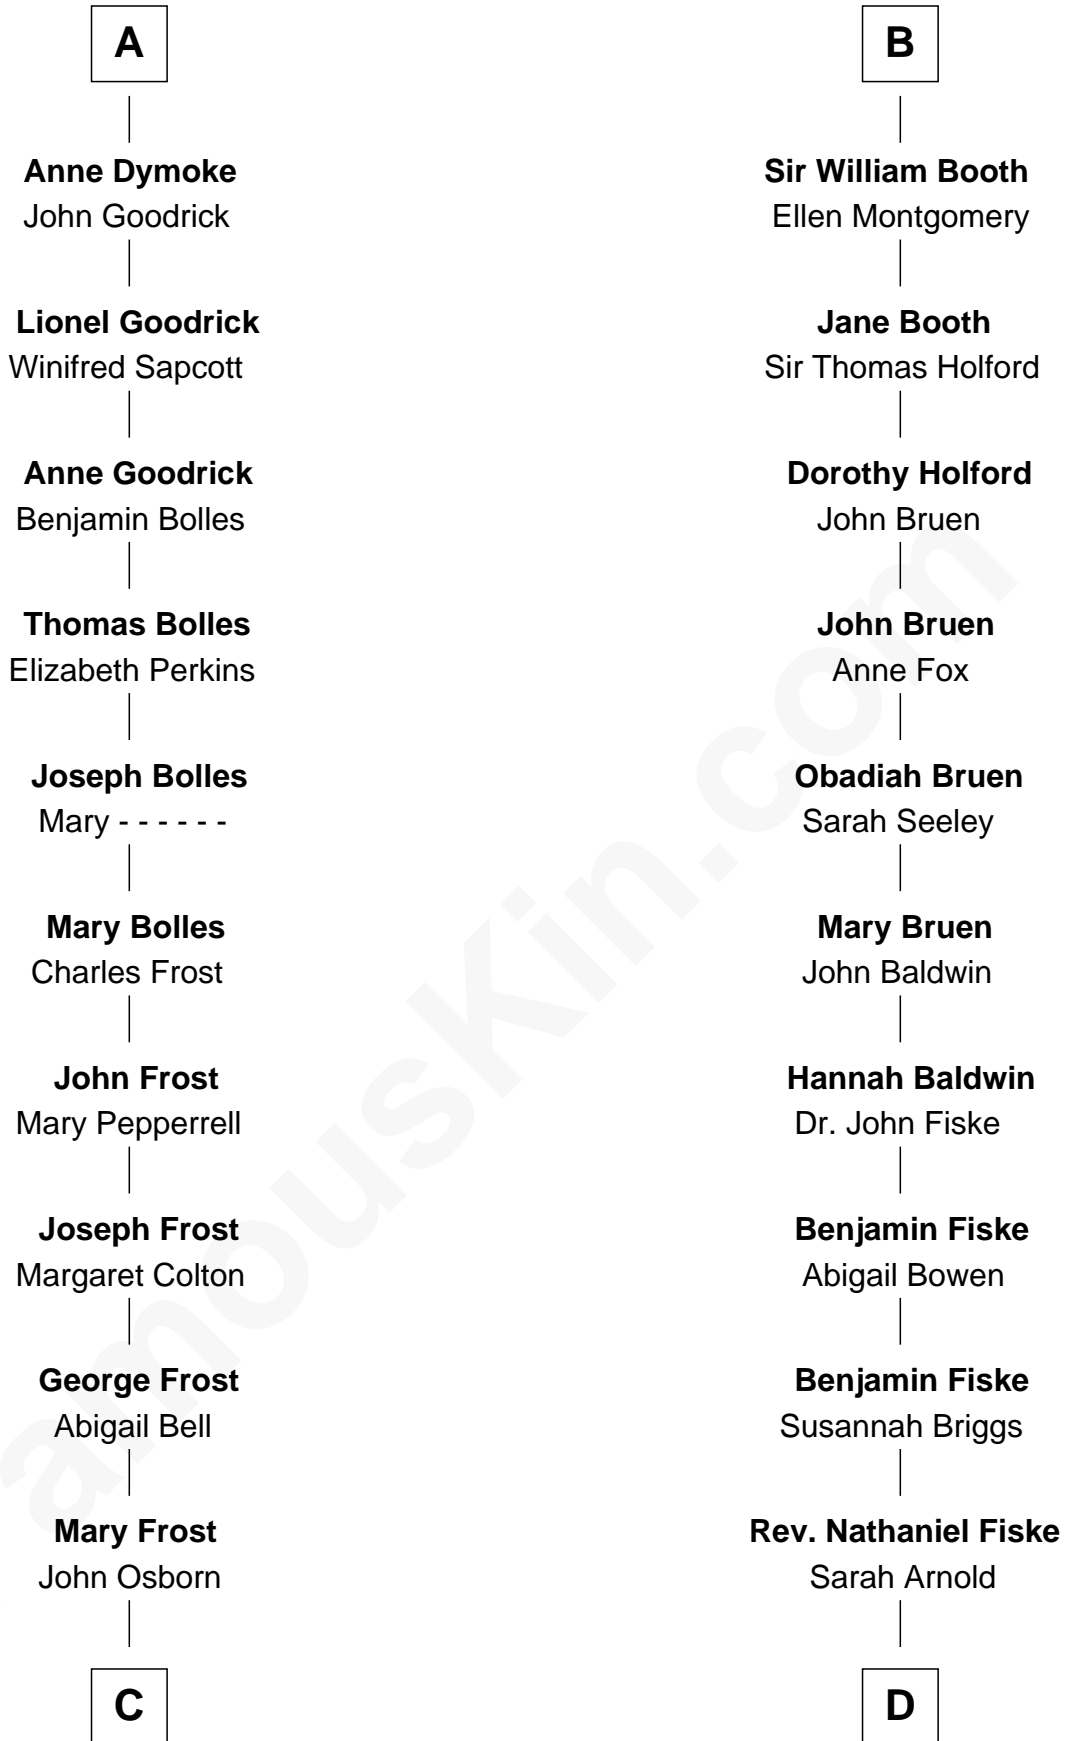 A
Anne Dymoke
John Goodrick
Lionel Goodrick
Winifred Sapcott
Anne Goodrick
Benjamin Bolles
Thomas Bolles
Elizabeth Perkins
Joseph Bolles
Mary - - - - - -
Mary Bolles
Charles Frost
John Frost
Mary Pepperrell
Joseph Frost
Margaret Colton
George Frost
Abigail Bell
Mary Frost
John Osborn
C
B
Sir William Booth
Ellen Montgomery
Jane Booth
Sir Thomas Holford
Dorothy Holford
John Bruen
John Bruen
Anne Fox
Obadiah Bruen
Sarah Seeley
Mary Bruen
John Baldwin
Hannah Baldwin
Dr. John Fiske
Benjamin Fiske
Abigail Bowen
Benjamin Fiske
Susannah Briggs
Rev. Nathaniel Fiske
Sarah Arnold
D
amousKin.com